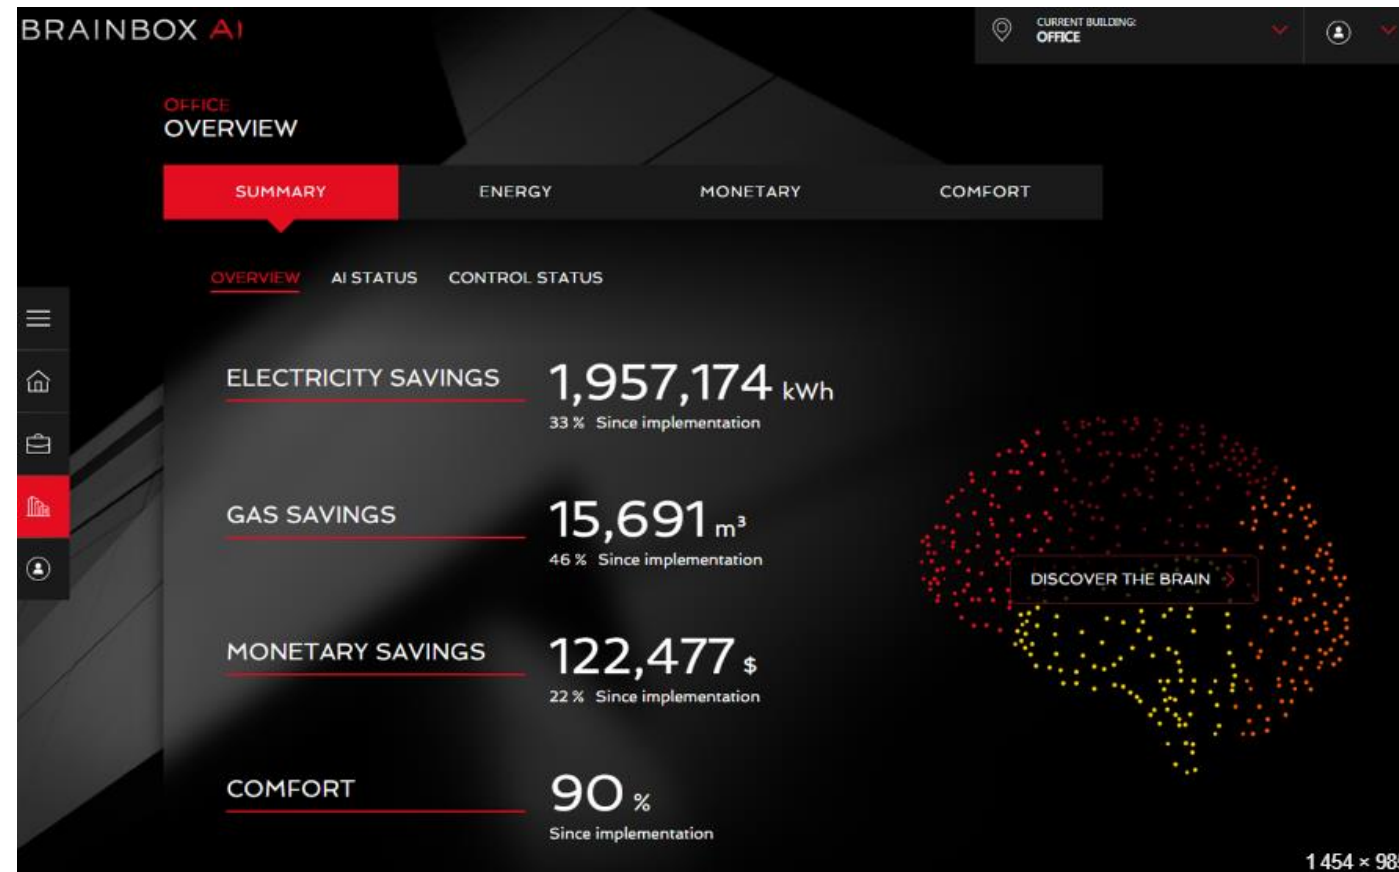 BRAINBOX AI
CURRENT BUILDING:
OFFICE
OFFICE
OVERVIEW
SUMMARY ENERGY MONETARY COMFORT
OVERVIEW AI STATUS CONTROL STATUS
ELECTRICITY SAVINGS 1,957,174 kWh
33 % Since implementation
GAS SAVINGS 15,691 m³
46 % Since implementation
DISCOVER THE BRAIN
MONETARY SAVINGS 122,477 $
22 % Since implementation
COMFORT 90 %
Since implementation